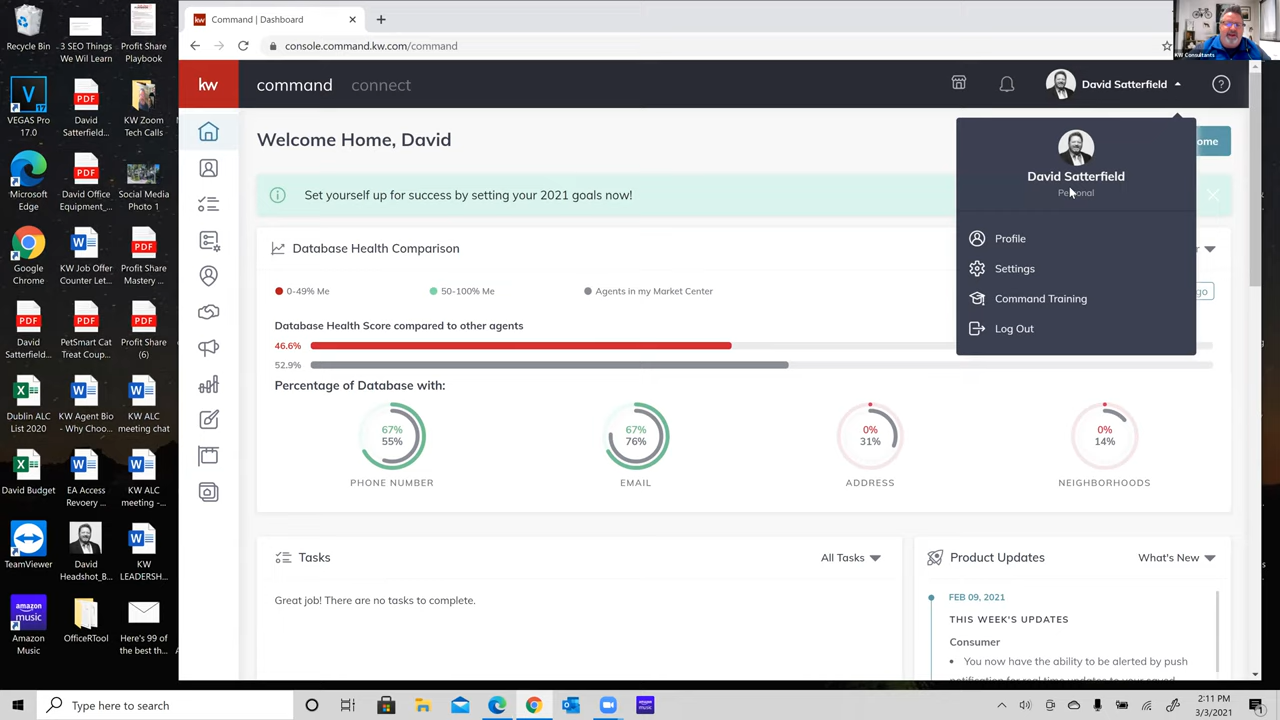 Recycle Bin
3 SEO Things
We Wil Learn
Profit Share
Playbook
VEGAS Pro
17.0
David
Satterfield...
KW Zoom
Tech Calls
Microsoft
Edge
David Office
Equipment_...
Social Media
Photo 1
Google
Chrome
KW Job Offer
Counter Let...
Profit Share
Mastery ...
David
Satterfield...
PetSmart Cat
Treat Coup...
Profit Share
(6)
Dublin ALC
List 2020
KW Agent Bio
- Why Choo...
KW ALC
meeting chat
David Budget
EA Access
Revoery ...
KW ALC
meeting -...
TeamViewer
David
Headshot_B...
KW
LEADERSH...
Amazon
Music
OfficeRTool
Here's 99 of
the best th...
Command | Dashboard
console.command.kw.com/command
KW Consultants
kw
command
connect
David Satterfield
Welcome Home, David
ome
Set yourself up for success by setting your 2021 goals now!
David Satterfield
Personal
Profile
Settings
Command Training
Log Out
Database Health Comparison
0-49% Me
50-100% Me
Agents in my Market Center
go
Database Health Score compared to other agents
46.6%
52.9%
Percentage of Database with:
67%
55%
PHONE NUMBER
67%
76%
EMAIL
0%
31%
ADDRESS
0%
14%
NEIGHBORHOODS
Tasks
All Tasks
Great job! There are no tasks to complete.
Product Updates
What's New
FEB 09, 2021
THIS WEEK'S UPDATES
Consumer
• You now have the ability to be alerted by push
Type here to search
2:11 PM
3/3/2021